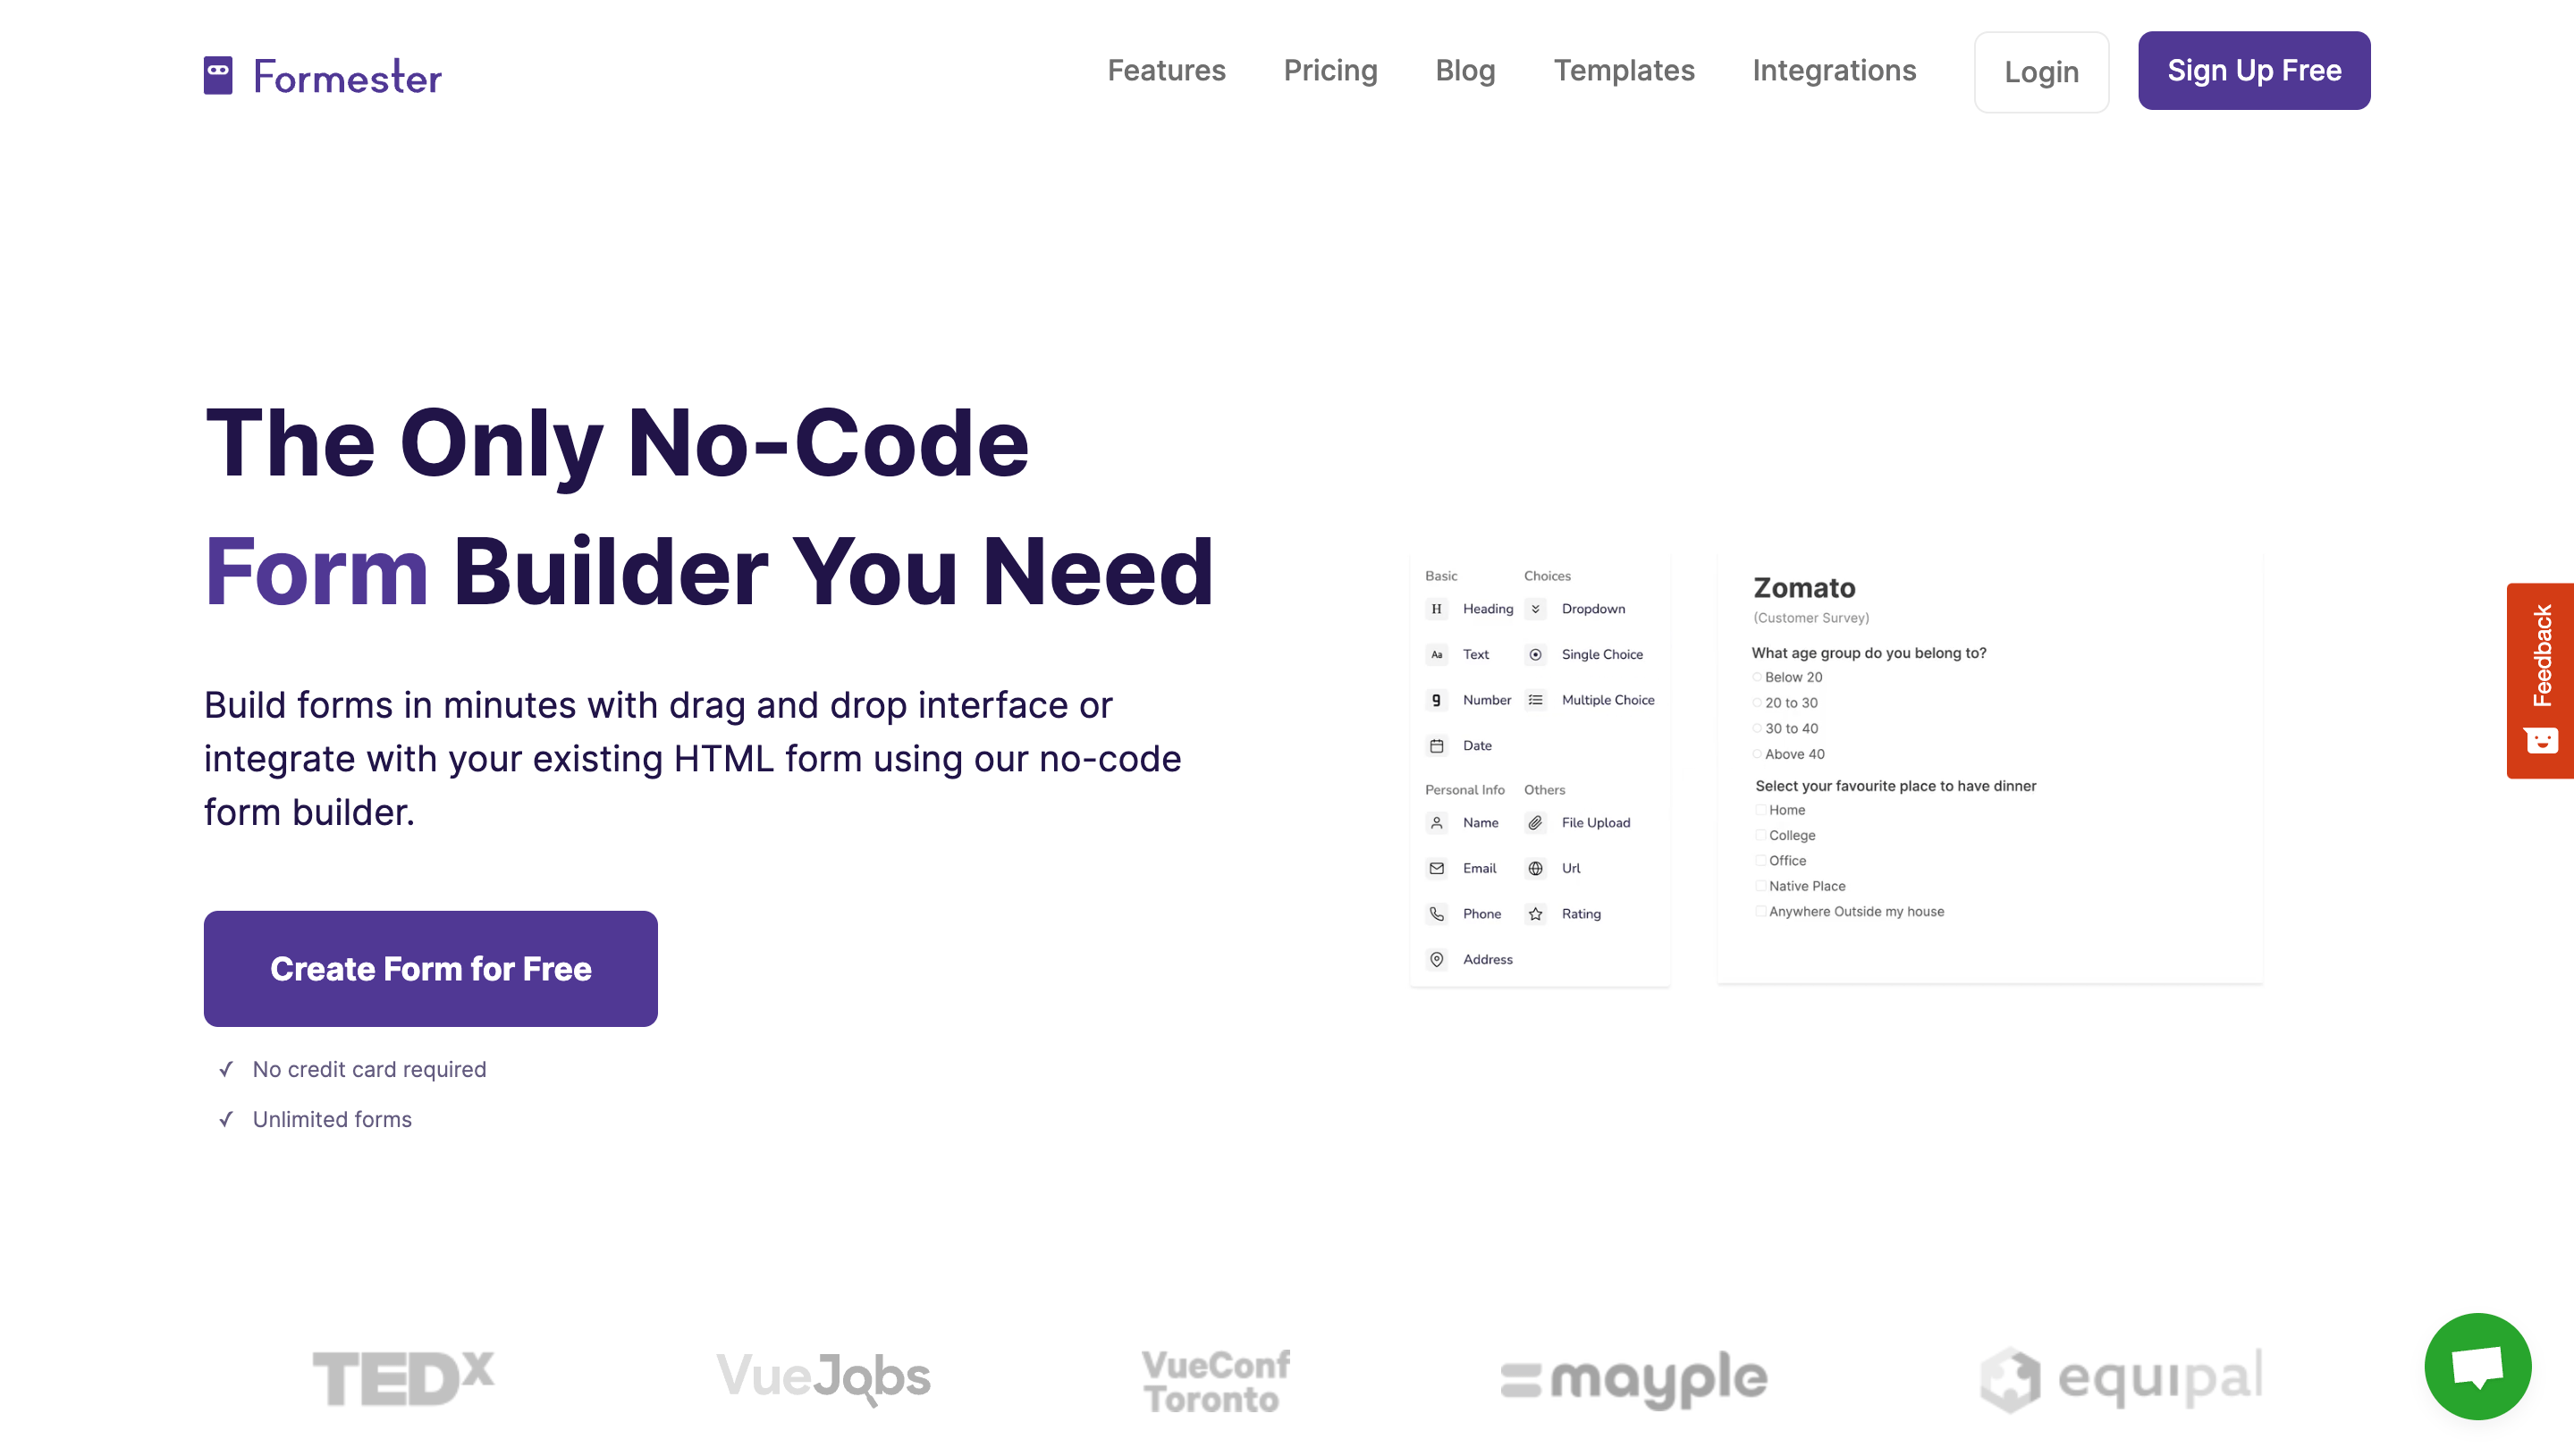 Formester
Features
Pricing
Blog
Templates
Integrations
Login
Sign Up Free
The Only No-Code
Form Builder You Need
Build forms in minutes with drag and drop interface or
integrate with your existing HTML form using our no-code
form builder.
Create Form for Free
✓ No credit card required
✓ Unlimited forms
Basic
H Heading
Aa Text
9 Number
Date
Choices
Dropdown
Single Choice
Multiple Choice
Personal Info
Name
Email
Phone
Address
Others
File Upload
Url
Rating
Zomato
(Customer Survey)
What age group do you belong to?
Below 20
20 to 30
30 to 40
Above 40
Select your favourite place to have dinner
Home
College
Office
Native Place
Anywhere Outside my house
Feedback
TEDx
VueJobs
VueConf
Toronto
mayple
equipal